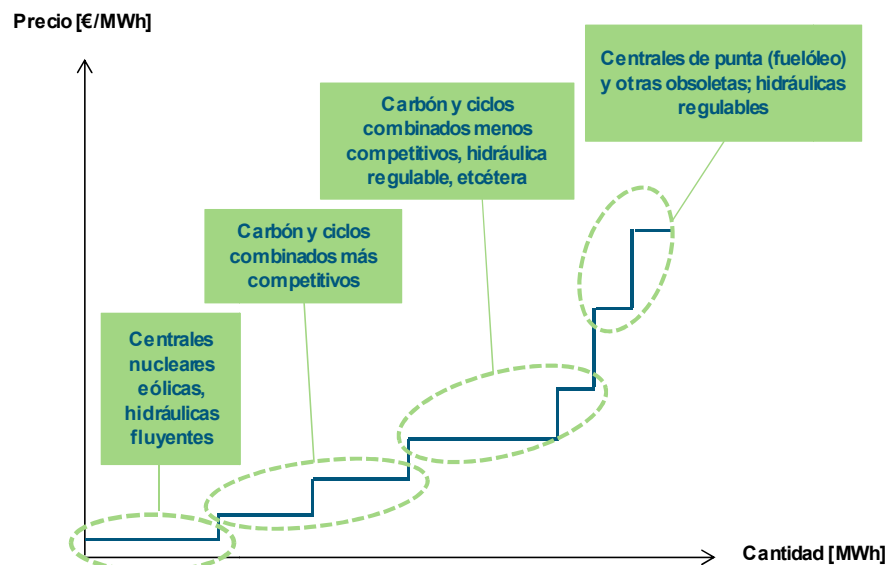 Precio [€/MWh]
Centrales de punta (fuelóleo)
y otras obsoletas; hidráulicas
regulables
Carbón y ciclos
combinados menos
competitivos, hidráulica
regulable, etcétera
Carbón y ciclos
combinados más
competitivos
Centrales
nucleares
eólicas,
hidráulicas
fluyentes
Cantidad [MWh]